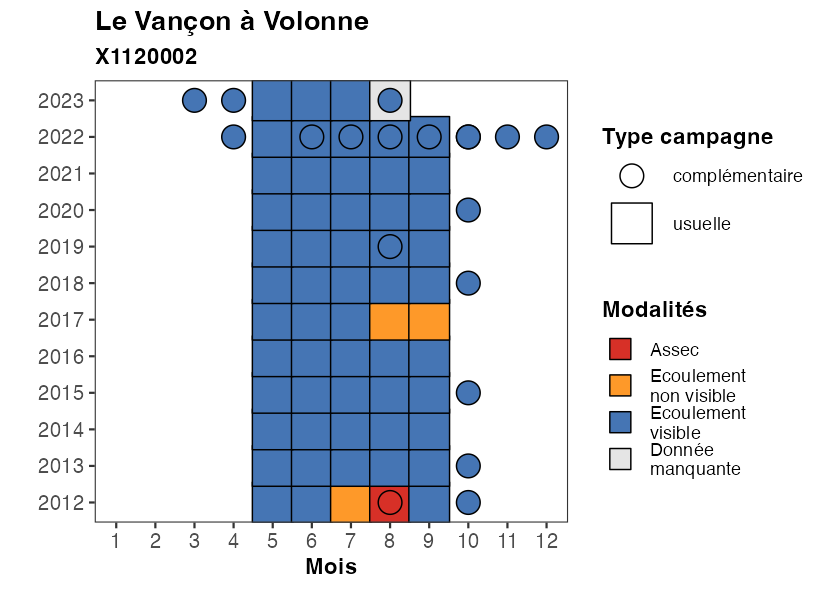 Le Vançon à Volonne
X1120002
2023
2022
2021
2020
2019
2018
2017
2016
2015
2014
2013
2012
1 2 3 4 5 6 7 8 9 10 11 12
Mois
Type campagne
complémentaire
usuelle
Modalités
Assec
Ecoulement
non visible
Ecoulement
visible
Donnée
manquante